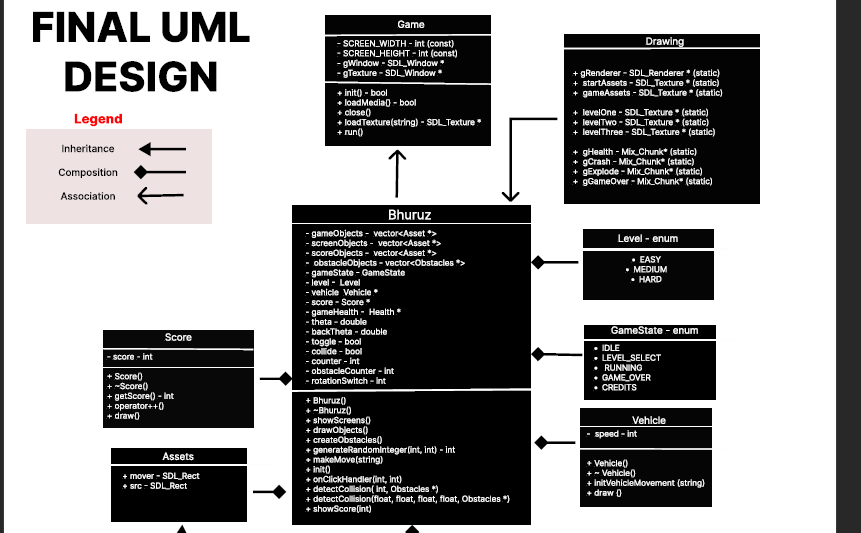 FINAL UML
DESIGN
Legend
Inheritance
Composition
Association
Game
- SCREEN_WIDTH - int (const)
- SCREEN_HEIGHT - int (const)
- gWindow - SDL_Window *
- gTexture - SDL_Window *
+ init() - bool
+ loadMedia() - bool
+ close()
+ loadTexture(string) - SDL_Texture *
+ run()
Drawing
+ gRenderer - SDL_Renderer * (static)
+ startAssets - SDL_Texture * (static)
+ gameAssets - SDL_Texture * (static)
+ levelOne - SDL_Texture * (static)
+ levelTwo - SDL_Texture * (static)
+ levelThree - SDL_Texture * (static)
+ gHealth - Mix_Chunk* (static)
+ gCrash - Mix_Chunk* (static)
+ gExplode - Mix_Chunk* (static)
+ gGameOver - Mix_Chunk* (static)
Bhuruz
- gameObjects - vector<Asset *>
- screenObjects - vector<Asset *>
- scoreObjects - vector<Asset *>
- obstacleObjects - vector<Obstacles *>
- gameState - GameState
- level - Level
- vehicle Vehicle *
- score - Score *
- gameHealth - Health *
- theta - double
- backTheta - double
- toggle - bool
- collide - bool
- counter - int
- obstacleCounter - int
- rotationSwitch - int
+ Bhuruz()
+ ~Bhuruz()
+ showScreens()
+ drawObjects()
+ createObstacles()
+ generateRandomInteger(int, int) - int
+ makeMove(string)
+ init()
+ onClickHandler(int, int)
+ detectCollision( int, Obstacles *)
+ detectCollision(float, float, float, float, Obstacles *)
+ showScore(int)
Level - enum
• EASY
• MEDIUM
• HARD
GameState - enum
• IDLE
• LEVEL_SELECT
• RUNNING
• GAME_OVER
• CREDITS
Vehicle
- speed - int
+ Vehicle()
+ ~ Vehicle()
+ initVehicleMovement (string)
+ draw ()
Score
- score - int
+ Score()
+ ~Score()
+ getScore() - int
+ operator++()
+ draw()
Assets
+ mover - SDL_Rect
+ src - SDL_Rect